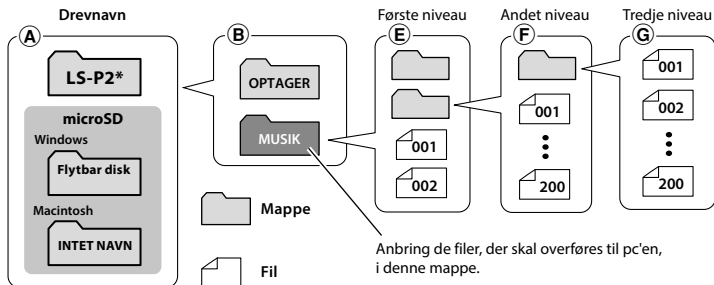 Drevnavn
A
LS-P2*
microSD
Windows
Flytbar disk
Macintosh
INTET NAVN
B
OPTAGER
MUSIK
Mappe
Fil
Første niveau
E
001
002
Andet niveau
F
001
200
Tredje niveau
G
001
002
200
Anbring de filer, der skal overføres til pc'en,
i denne mappe.